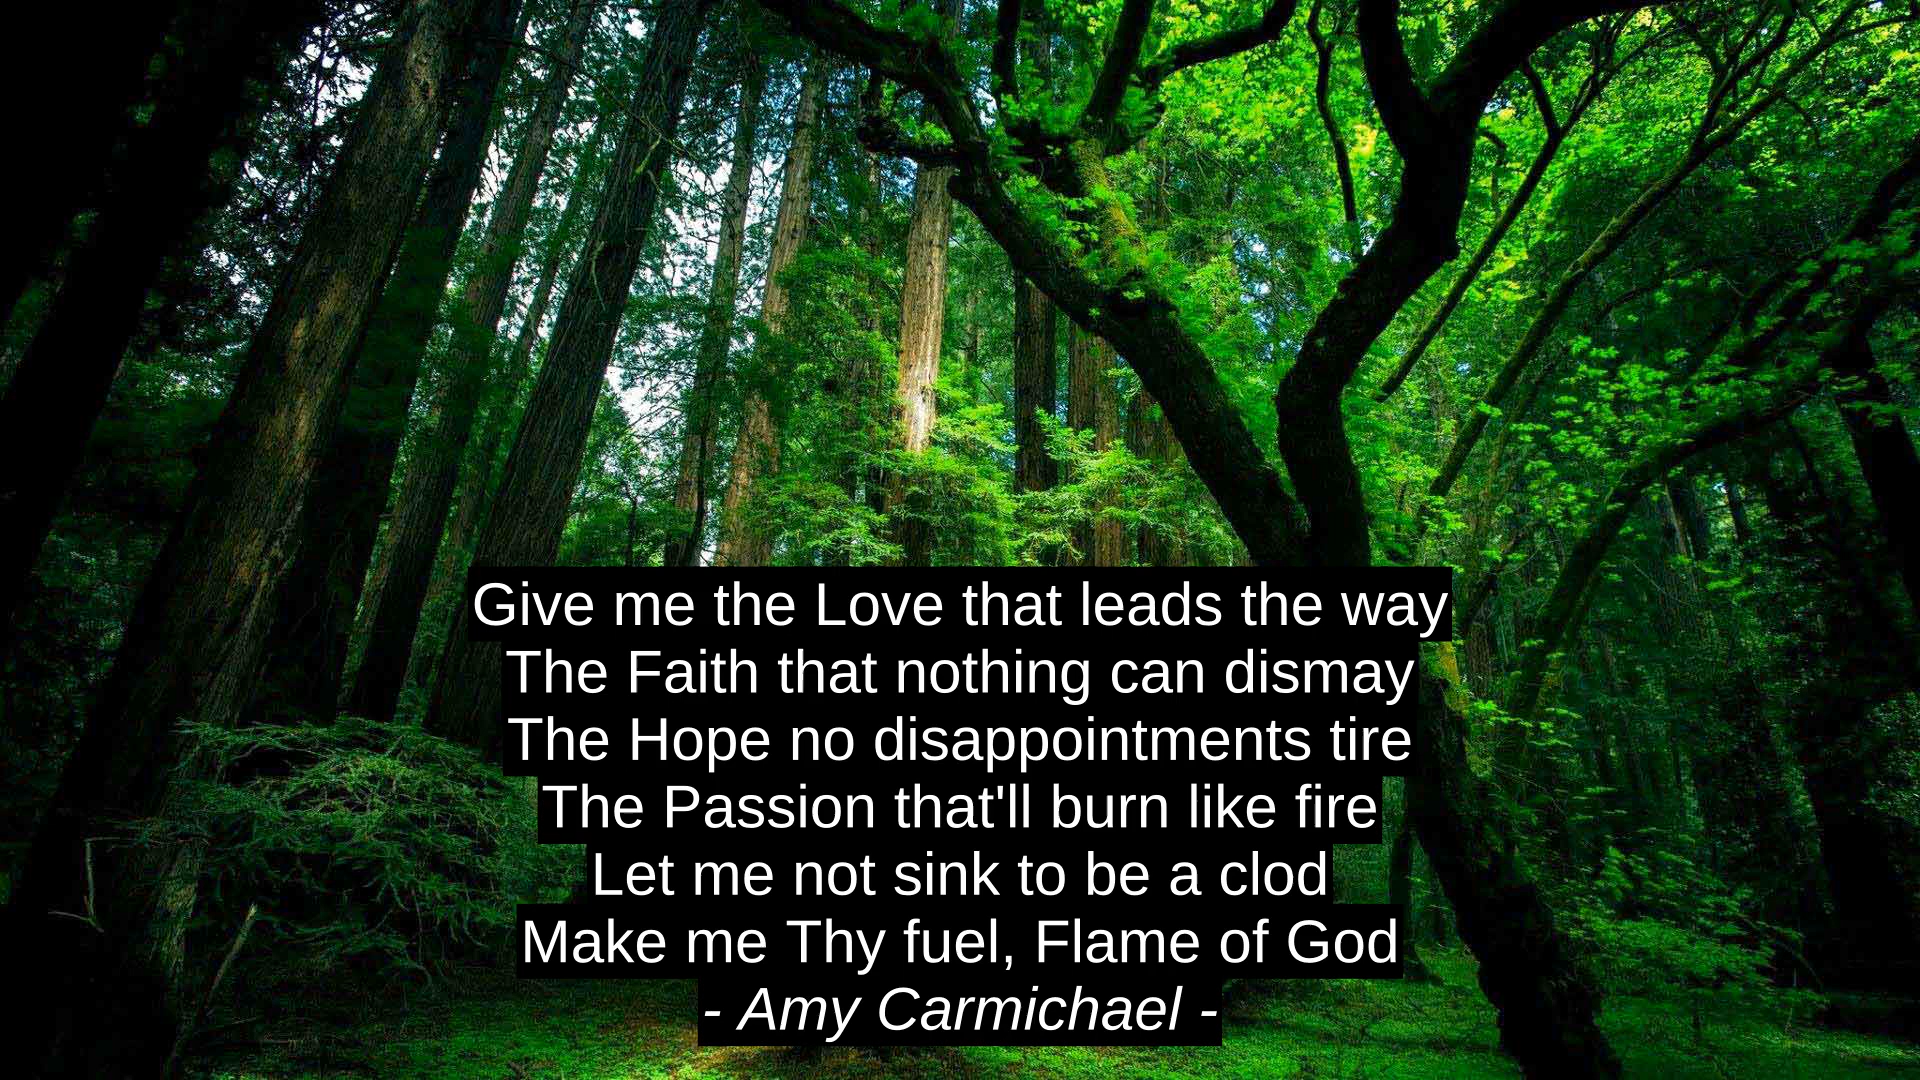 Give me the Love that leads the way
The Faith that nothing can dismay
The Hope no disappointments tire
The Passion that'll burn like fire
Let me not sink to be a clod
Make me Thy fuel, Flame of God
- Amy Carmichael -